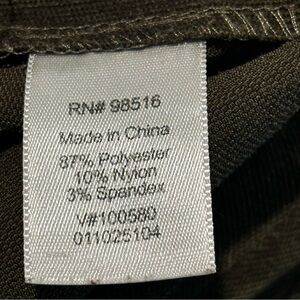 RN# 98516
Made in China
87% Polyester
10% Nylon
3% Spandex
V#100580
011025104